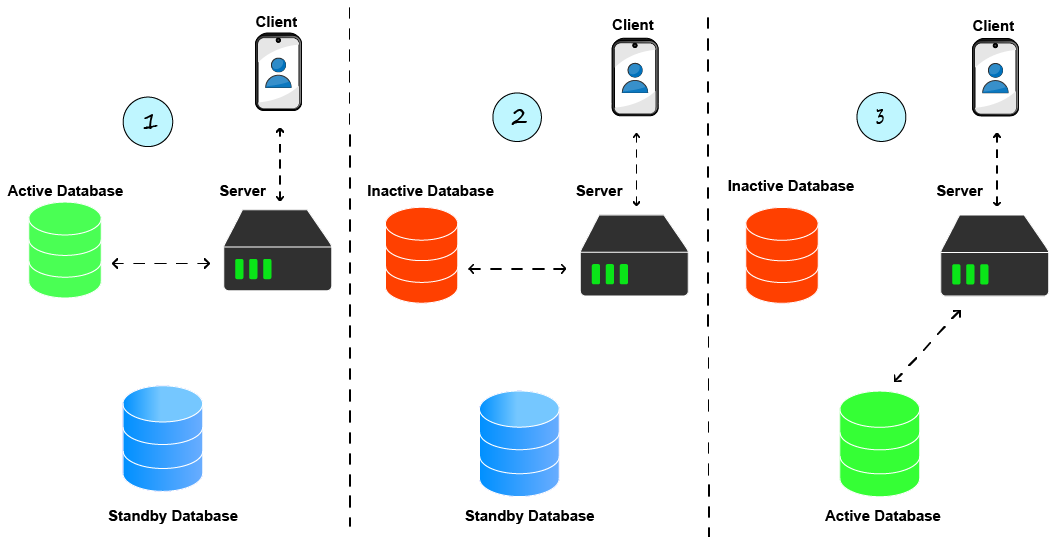 Client
1
Active Database
Server
Standby Database
Client
2
Inactive Database
Server
Standby Database
Client
3
Inactive Database
Server
Active Database